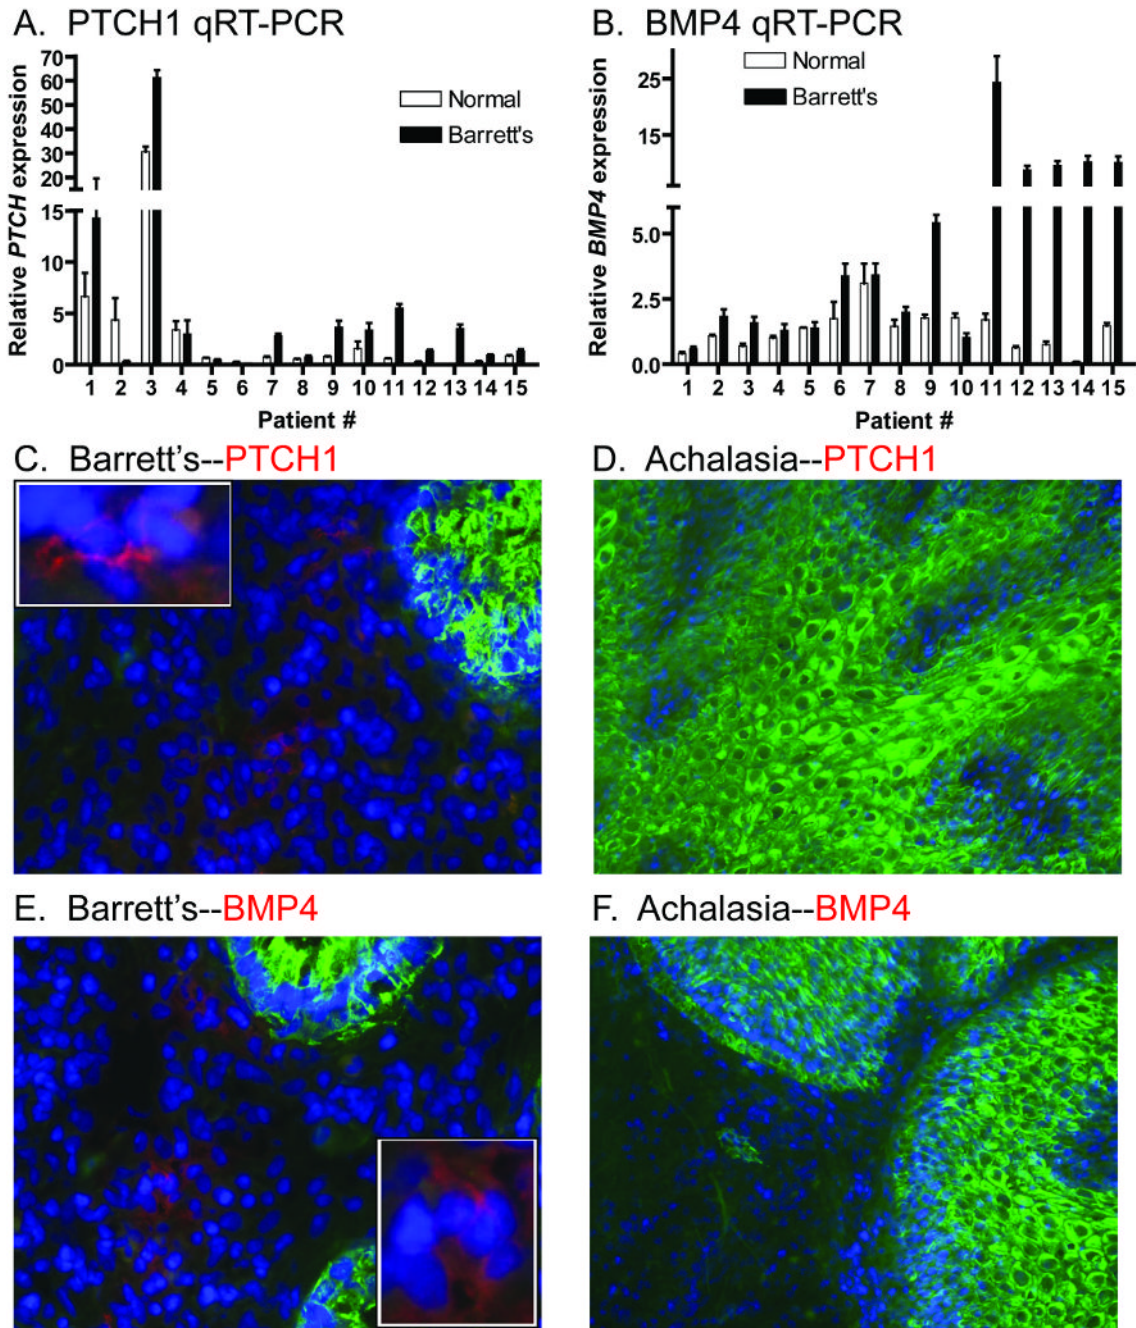 A. PTCH1 qRT-PCR
Relative PTCH expression
70
60
50
40
30
20
15
10
5
0
Normal
Barrett's
1 2 3 4 5 6 7 8 9 10 11 12 13 14 15
Patient #
B. BMP4 qRT-PCR
Relative BMP4 expression
25
15
5.0
2.5
0.0
Normal
Barrett's
1 2 3 4 5 6 7 8 9 10 11 12 13 14 15
Patient #
C. Barrett's--PTCH1
D. Achalasia--PTCH1
E. Barrett's--BMP4
F. Achalasia--BMP4